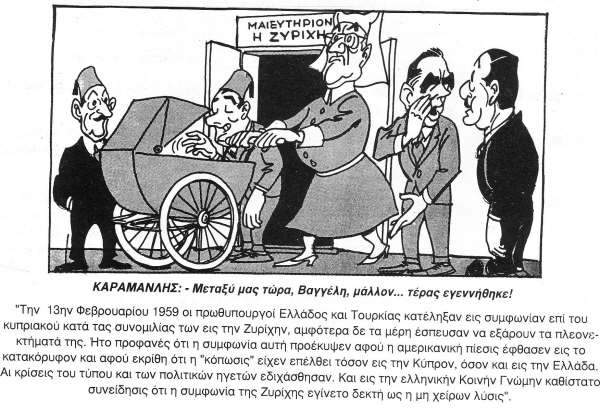 ΜΑΙΕΥΤΗΡΙΟΝ
Η ΖΥΡΙΧΗ
ΚΑΡΑΜΑΝΛΗΣ: - Μεταξύ μας τώρα, Βαγγέλη, μάλλον... τέρας εγεννήθηκε!
"Την 13ην Φεβρουαρίου 1959 οι πρωθυπουργοί Ελλάδος και Τουρκίας κατέληξαν εις συμφωνίαν επί του
κυπριακού κατά τας συνομιλίας των εις την Ζυρίχην, αμφότερα δε τα μέρη έσπευσαν να εξάρουν τα πλεονε-
κτήματά της. Ητο προφανές ότι η συμφωνία αυτή προέκυψεν αφού η αμερικανική πίεσις έφθασεν εις το
κατακόρυφον και αφού εκρίθη ότι η "κόπωσις" είχεν επέλθει τόσον εις την Κύπρον, όσον και εις την Ελλάδα.
Αι κρίσεις του τύπου και των πολιτικών ηγετών εδιχάσθησαν. Και εις την ελληνικήν Κοινήν Γνώμην καθίστατο
συνείδησις ότι η συμφωνία της Ζυρίχης εγίνετο δεκτή ως η μη χείρων λύσις".